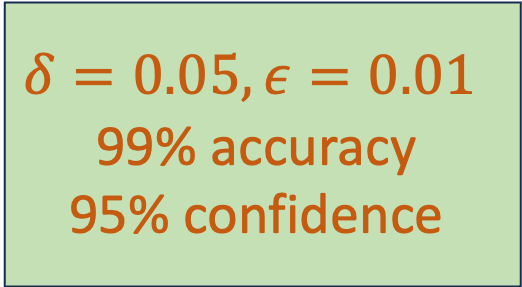 δ = 0.05, ϵ = 0.01
99% accuracy
95% confidence